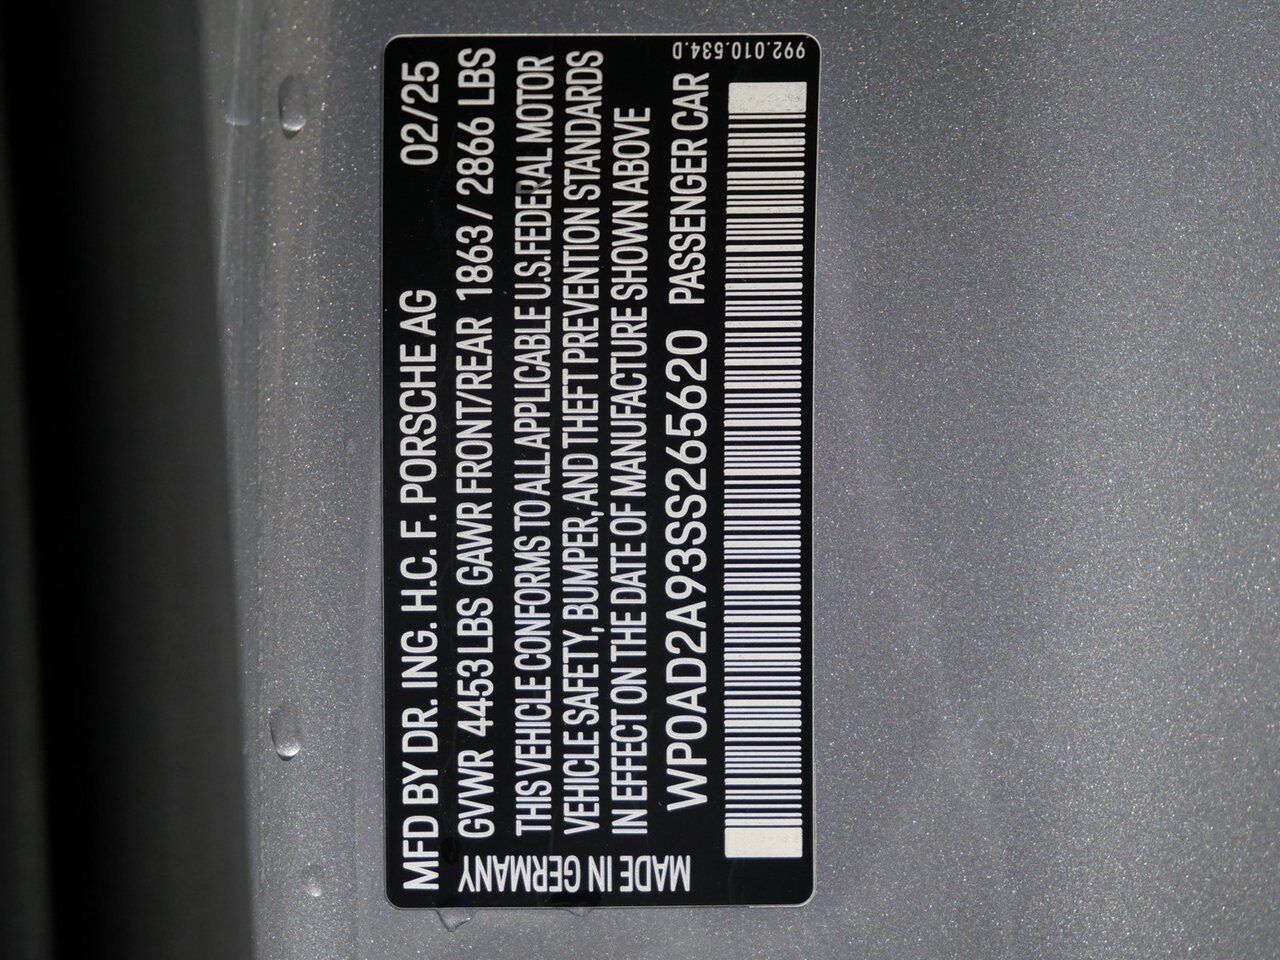 MFD BY DR. ING. H.C. F. PORSCHE AG 02/25
GVWR 4453 LBS GAWR FRONT/REAR 1863 / 2866 LBS
THIS VEHICLE CONFORMS TO ALL APPLICABLE U.S. FEDERAL MOTOR
VEHICLE SAFETY, BUMPER, AND THEFT PREVENTION STANDARDS
IN EFFECT ON THE DATE OF MANUFACTURE SHOWN ABOVE
WP0AD2A93SS265620 PASSENGER CAR
MADE IN GERMANY
992.010.534.D